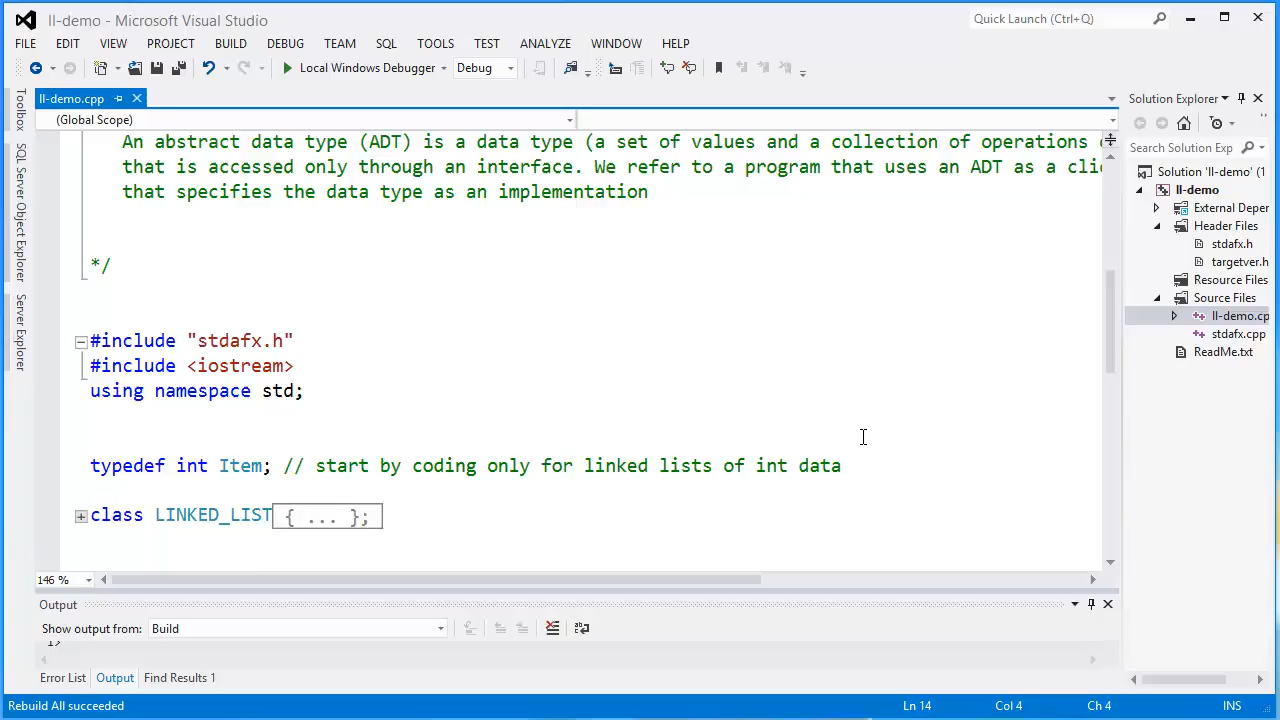 ll-demo - Microsoft Visual Studio
Quick Launch (Ctrl+Q)
FILE EDIT VIEW PROJECT BUILD DEBUG TEAM SQL TOOLS TEST ANALYZE WINDOW HELP
Local Windows Debugger Debug
ll-demo.cpp
(Global Scope)
Toolbox
SQL Server Object Explorer
Server Explorer
An abstract data type (ADT) is a data type (a set of values and a collection of operations
that is accessed only through an interface. We refer to a program that uses an ADT as a cli
that specifies the data type as an implementation
*/
#include "stdafx.h"
#include <iostream>
using namespace std;
typedef int Item; // start by coding only for linked lists of int data
class LINKED_LIST{ ... };
146 %
Solution Explorer
Search Solution Exp
Solution 'll-demo' (1
ll-demo
External Deper
Header Files
stdafx.h
targetver.h
Resource Files
Source Files
ll-demo.cp
stdafx.cpp
ReadMe.txt
Output
Show output from: Build
Error List Output Find Results 1
Rebuild All succeeded Ln 14 Col 4 Ch 4 INS